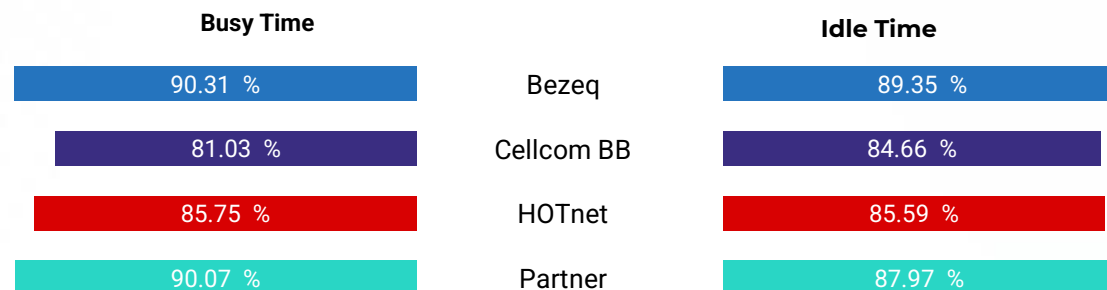 Busy Time Idle Time
90.31 % Bezeq 89.35 %
81.03 % Cellcom BB 84.66 %
85.75 % HOTnet 85.59 %
90.07 % Partner 87.97 %